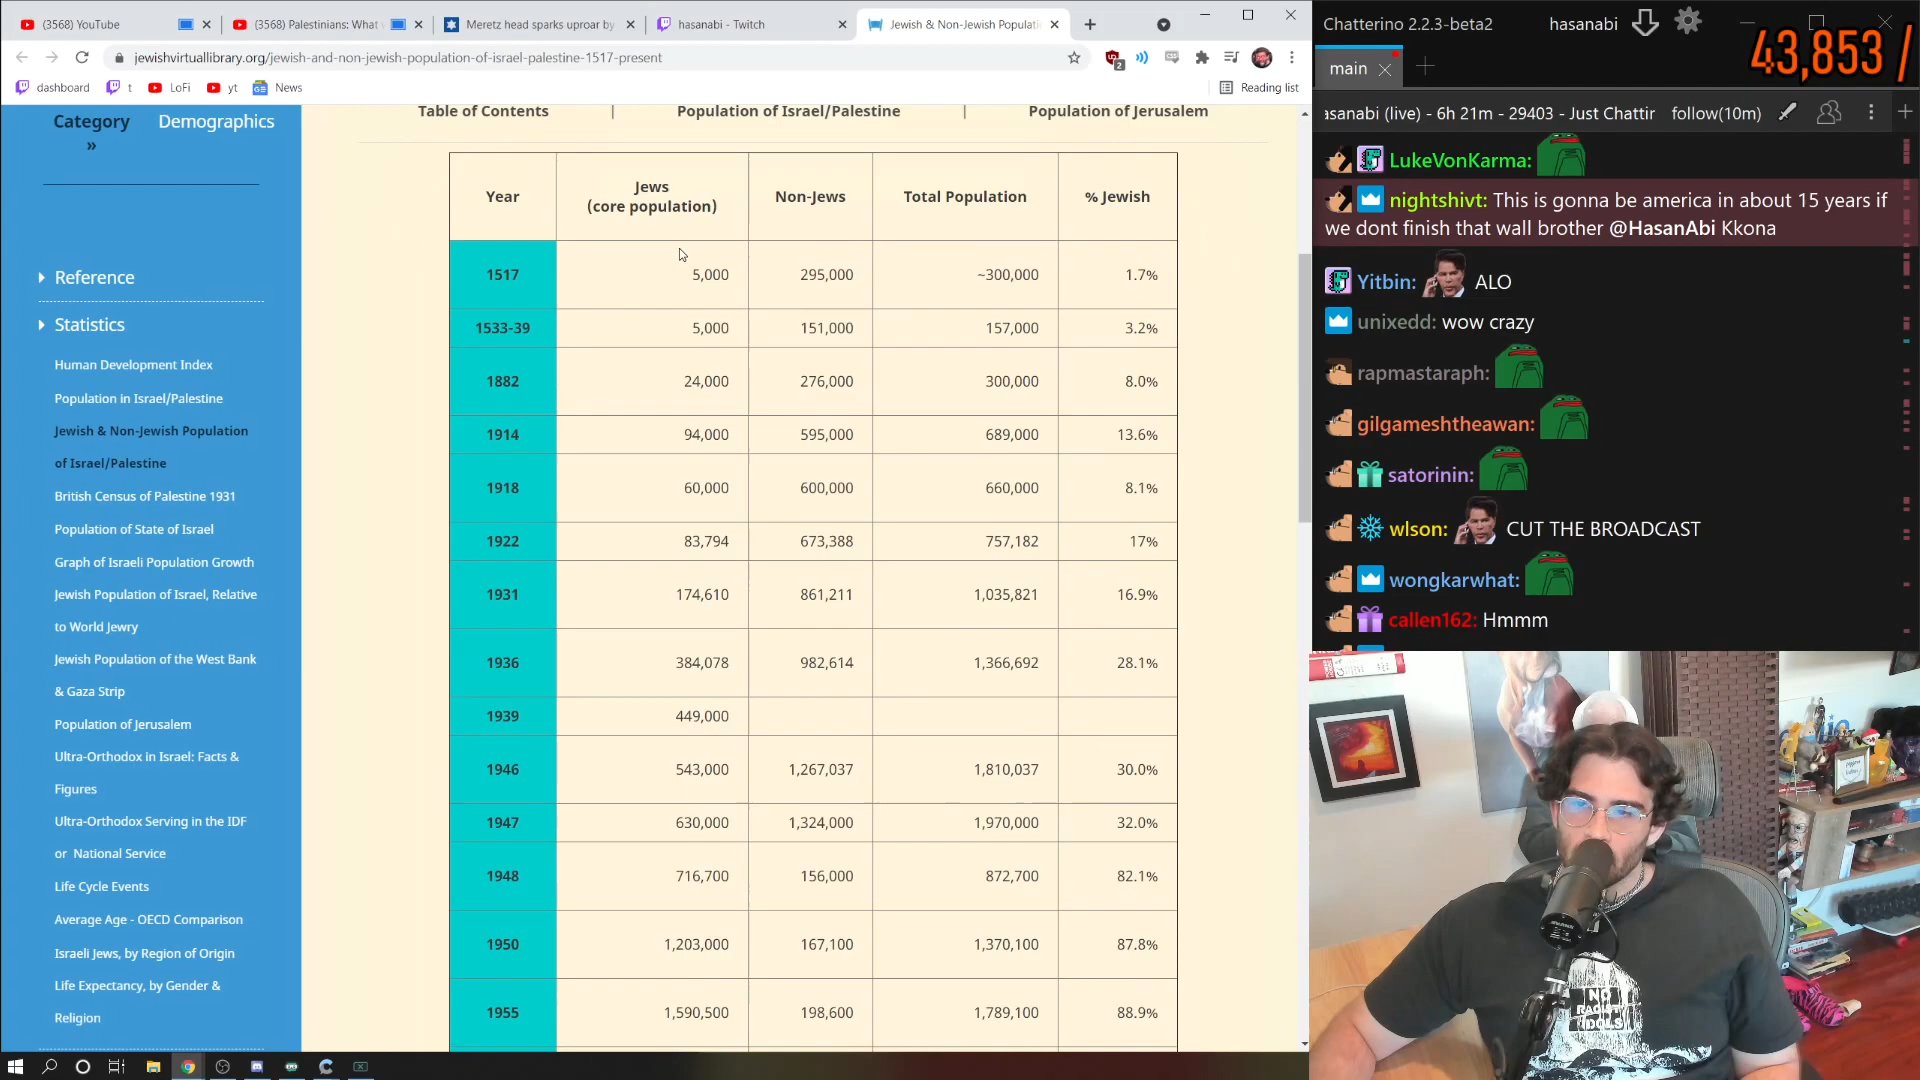 (3568) YouTube
(3568) Palestinians: What
Meretz head sparks uproar by
hasanabi - Twitch
Jewish & Non-Jewish Populati
jewishvirtuallibrary.org/jewish-and-non-jewish-population-of-israel-palestine-1517-present
2
dashboard
t
LoFi
yt
News
Reading list
Category
»
Demographics
Reference
Statistics
Human Development Index
Population in Israel/Palestine
Jewish & Non-Jewish Population
of Israel/Palestine
British Census of Palestine 1931
Population of State of Israel
Graph of Israeli Population Growth
Jewish Population of Israel, Relative
to World Jewry
Jewish Population of the West Bank
& Gaza Strip
Population of Jerusalem
Ultra-Orthodox in Israel: Facts &
Figures
Ultra-Orthodox Serving in the IDF
or National Service
Life Cycle Events
Average Age - OECD Comparison
Israeli Jews, by Region of Origin
Life Expectancy, by Gender &
Religion
Table of Contents | Population of Israel/Palestine | Population of Jerusalem
Year Jews (core population) Non-Jews Total Population % Jewish
1517 5,000 295,000 ~300,000 1.7%
1533-39 5,000 151,000 157,000 3.2%
1882 24,000 276,000 300,000 8.0%
1914 94,000 595,000 689,000 13.6%
1918 60,000 600,000 660,000 8.1%
1922 83,794 673,388 757,182 17%
1931 174,610 861,211 1,035,821 16.9%
1936 384,078 982,614 1,366,692 28.1%
1939 449,000
1946 543,000 1,267,037 1,810,037 30.0%
1947 630,000 1,324,000 1,970,000 32.0%
1948 716,700 156,000 872,700 82.1%
1950 1,203,000 167,100 1,370,100 87.8%
1955 1,590,500 198,600 1,789,100 88.9%
Chatterino 2.2.3-beta2
hasanabi
43,853 /
main
asanabi (live) - 6h 21m - 29403 - Just Chattir
follow(10m)
LukeVonKarma:
nightshivt: This is gonna be america in about 15 years if
we dont finish that wall brother @HasanAbi Kkona
Yitbin: ALO
unixedd: wow crazy
rapmastaraph:
gilgameshtheawan:
satorinin:
wlson: CUT THE BROADCAST
wongkarwhat:
callen162: Hmmm
NO